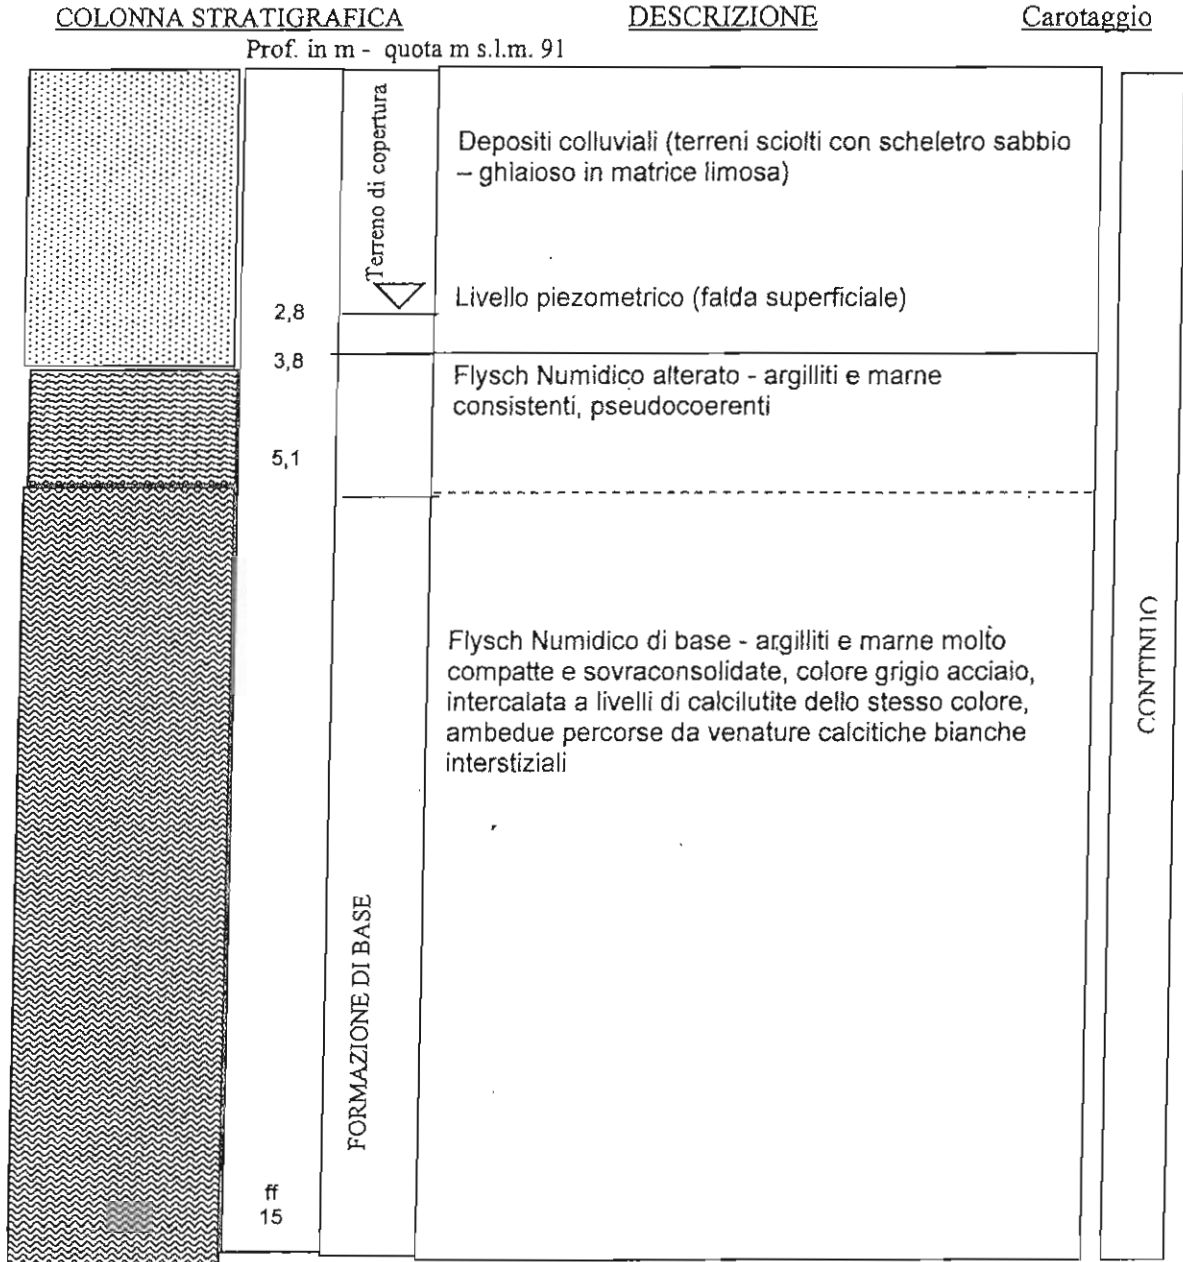 COLONNA STRATIGRAFICA
DESCRIZIONE
Carotaggio
Prof. in m - quota m s.l.m. 91
Terreno di copertura
Depositi colluviali (terreni sciolti con scheletro sabbio
– ghiaioso in matrice limosa)
Livello piezometrico (falda superficiale)
2,8
3,8
Flysch Numidico alterato - argilliti e marne
consistenti, pseudocoerenti
5,1
Flysch Numidico di base - argilliti e marne molto
compatte e sovraconsolidate, colore grigio acciaio,
intercalata a livelli di calcilutite dello stesso colore,
ambedue percorse da venature calcitiche bianche
interstiziali
CONTINUO
FORMAZIONE DI BASE
ff
15